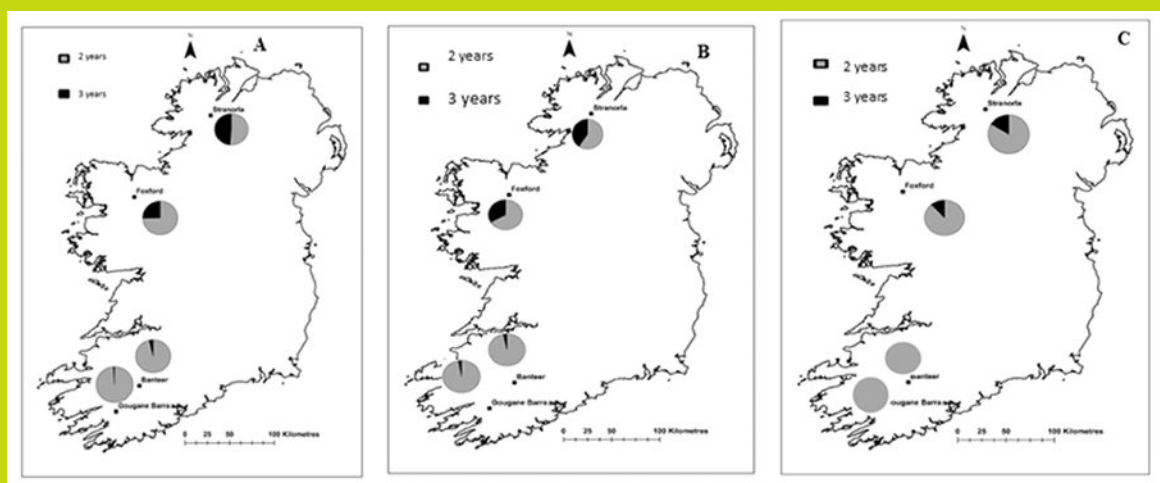 N
A
2 years
3 years
Stranorla
Foxford
Banteer
Gougane Barra
0 25 50 100 Kilometres
N
B
2 years
3 years
Stranorla
Foxford
Banteer
Gougane Barra
0 25 50 100 Kilometres
N
C
2 years
3 years
Stranorla
Foxford
anteer
ougane Barra
0 25 50 100 Kilometres